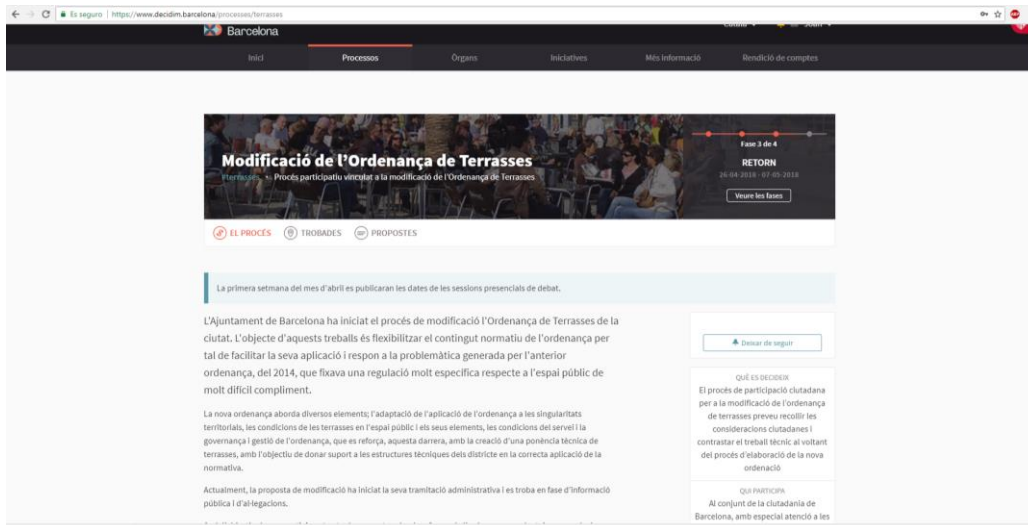 Es seguro | https://www.decidim.barcelona/processes/terrasses
Barcelona
Català
Joan
Inici
Processos
Òrgans
Iniciatives
Més informació
Rendició de comptes
Modificació de l'Ordenança de Terrasses
#terrasses
Procés participatiu vinculat a la modificació de l'Ordenança de Terrasses
Fase 3 de 4
RETORN
26-04-2018 - 07-05-2018
Veure les fases
EL PROCÉS
TROBADES
PROPOSTES
La primera setmana del mes d'abril es publicaran les dates de les sessions presencials de debat.
L'Ajuntament de Barcelona ha iniciat el procés de modificació l'Ordenança de Terrasses de la
ciutat. L'objecte d'aquests treballs és flexibilitzar el contingut normatiu de l'ordenança per
tal de facilitar la seva aplicació i respon a la problemàtica generada per l'anterior
ordenança, del 2014, que fixava una regulació molt específica respecte a l'espai públic de
molt difícil compliment.
La nova ordenança aborda diversos elements; l'adaptació de l'aplicació de l'ordenança a les singularitats
territorials, les condicions de les terrasses en l'espai públic i els seus elements, les condicions del servei i la
governança i gestió de l'ordenança, que es reforça, aquesta darrera, amb la creació d'una ponència tècnica de
terrasses, amb l'objectiu de donar suport a les estructures tècniques dels districte en la correcta aplicació de la
normativa.
Actualment, la proposta de modificació ha iniciat la seva tramitació administrativa i es troba en fase d'informació
pública i d'al·legacions.
Deixar de seguir
QUÈ ES DECIDEIX
El procés de participació ciutadana
per a la modificació de l'ordenança
de terrasses preveu recollir les
consideracions ciutadanes i
contrastar el treball tècnic al voltant
del procés d'elaboració de la nova
ordenació
QUI PARTICIPA
Al conjunt de la ciutadania de
Barcelona, amb especial atenció a les